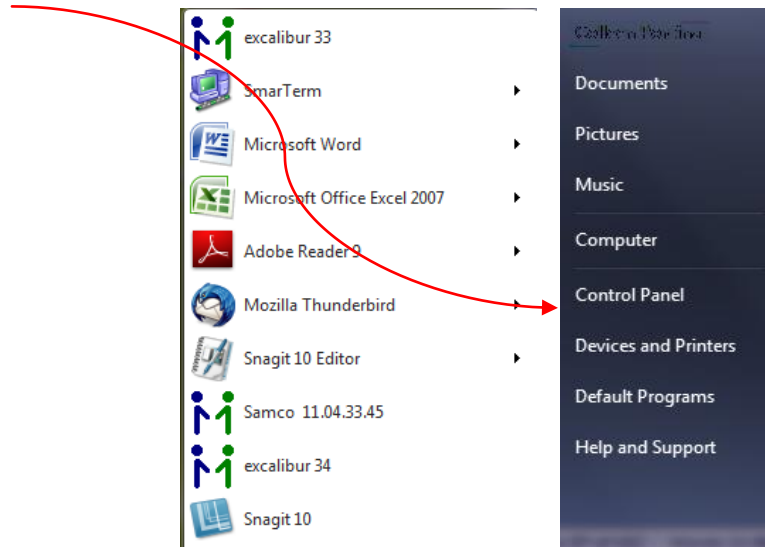 excalibur 33
SmarTerm
Microsoft Word
Microsoft Office Excel 2007
Adobe Reader 9
Mozilla Thunderbird
Snagit 10 Editor
Samco 11.04.33.45
excalibur 34
Snagit 10
Documents
Pictures
Music
Computer
Control Panel
Devices and Printers
Default Programs
Help and Support